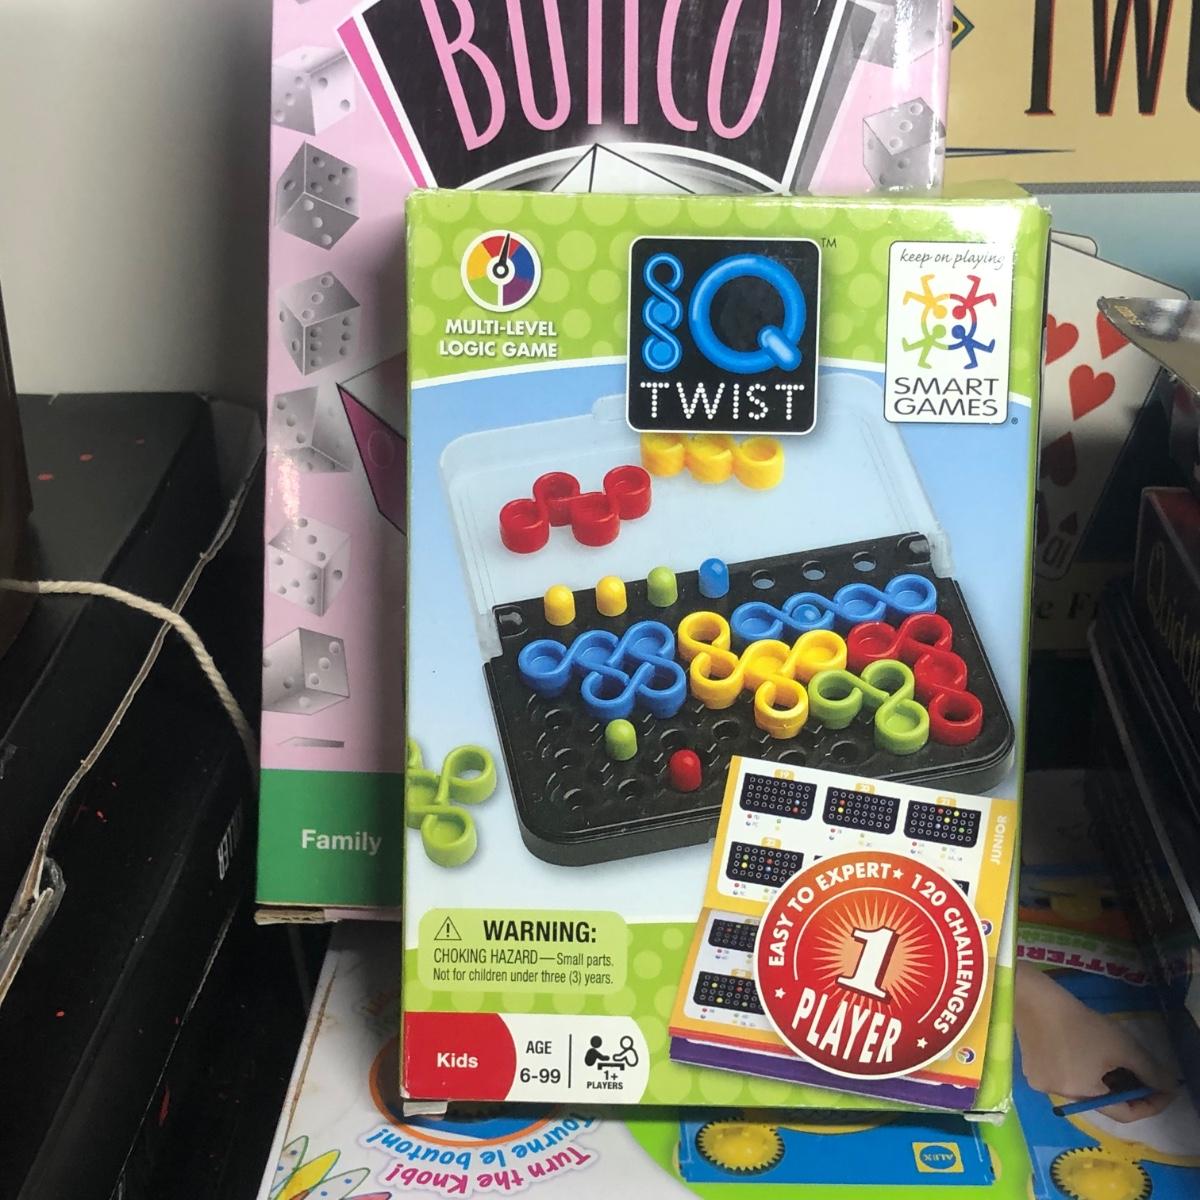 BUNCO
TW
MULTI-LEVEL
LOGIC GAME
IQ
TWIST
TM
keep on playing
SMART
GAMES
®
Family
JUNIOR
EASY TO EXPERT ★ 120 CHALLENGES
1
PLAYER
WARNING:
CHOKING HAZARD—Small parts.
Not for children under three (3) years.
Kids
AGE
6-99
1+
PLAYERS
Turn the Knob!
Tourne le bouton!
ALEX